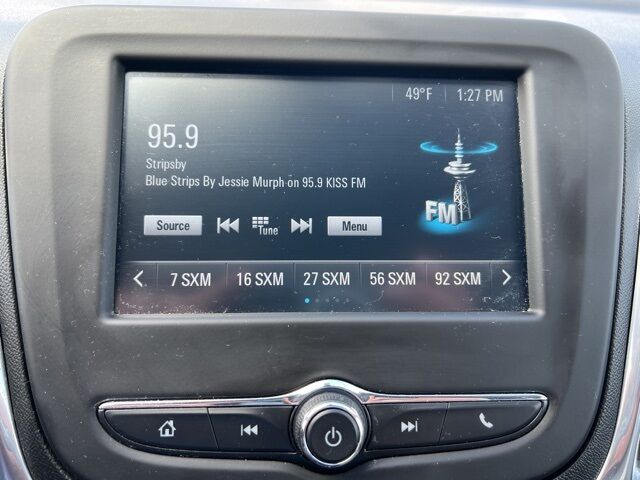 49°F 1:27 PM
95.9
Stripsby
Blue Strips By Jessie Murph on 95.9 KISS FM
FM
Source Tune Menu
7 SXM 16 SXM 27 SXM 56 SXM 92 SXM